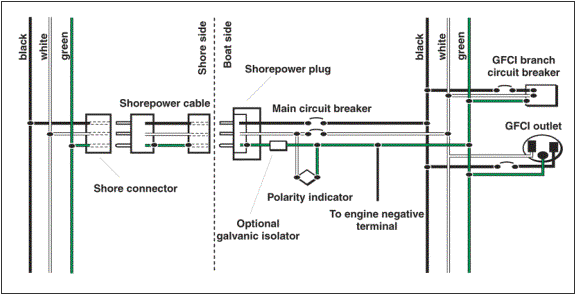 black
white
green
Shore side
Boat side
black
white
green
GFCI branch
circuit breaker
Shorepower plug
Shorepower cable
Main circuit breaker
GFCI outlet
Shore connector
Polarity indicator
Optional
galvanic isolator
To engine negative
terminal